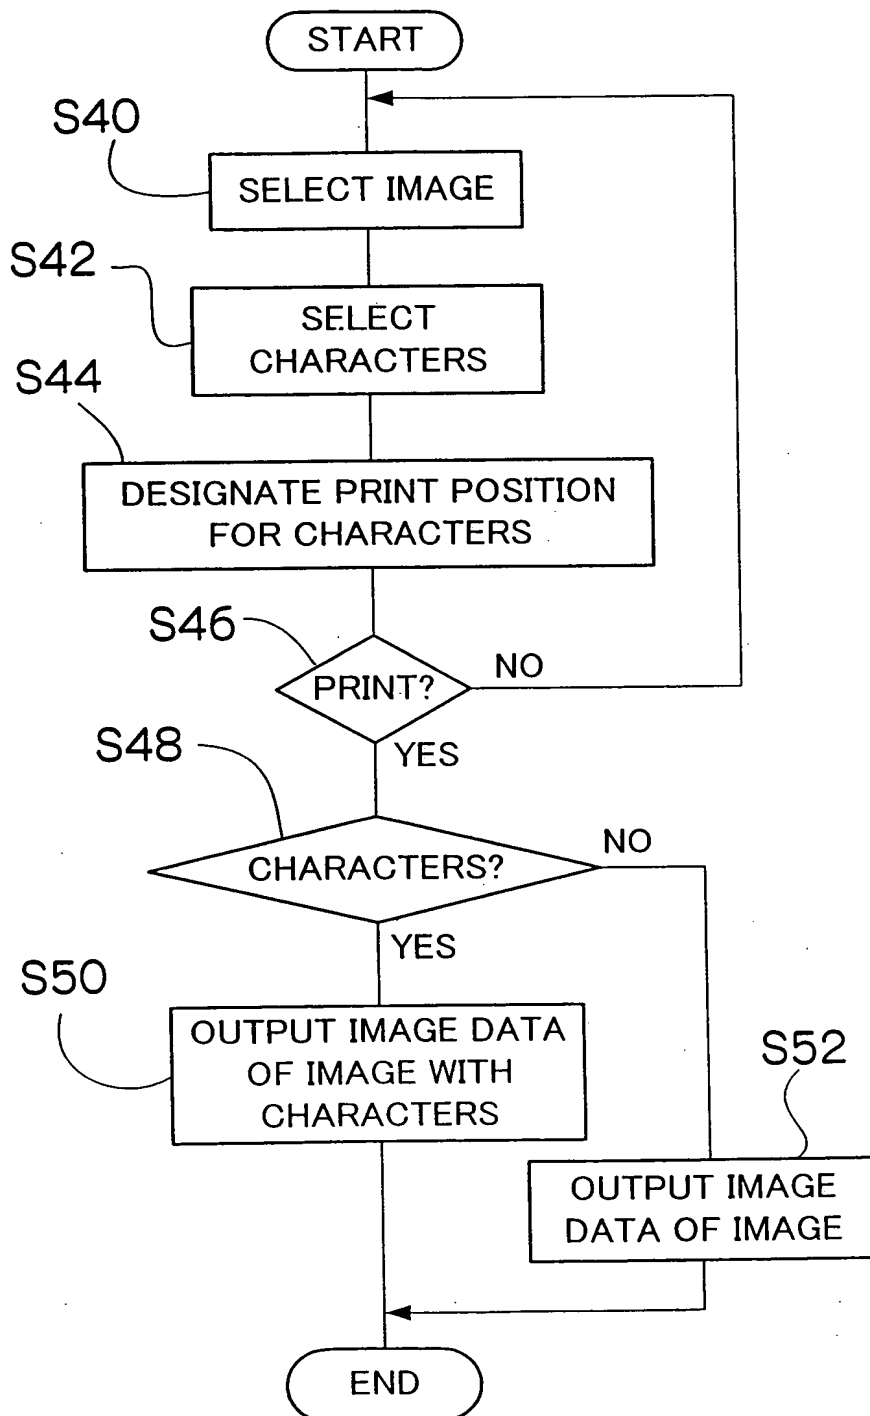 START
S40
SELECT IMAGE
S42
SELECT
CHARACTERS
S44
DESIGNATE PRINT POSITION
FOR CHARACTERS
S46
PRINT?
NO
YES
S48
CHARACTERS?
NO
YES
S50
OUTPUT IMAGE DATA
OF IMAGE WITH
CHARACTERS
S52
OUTPUT IMAGE
DATA OF IMAGE
END